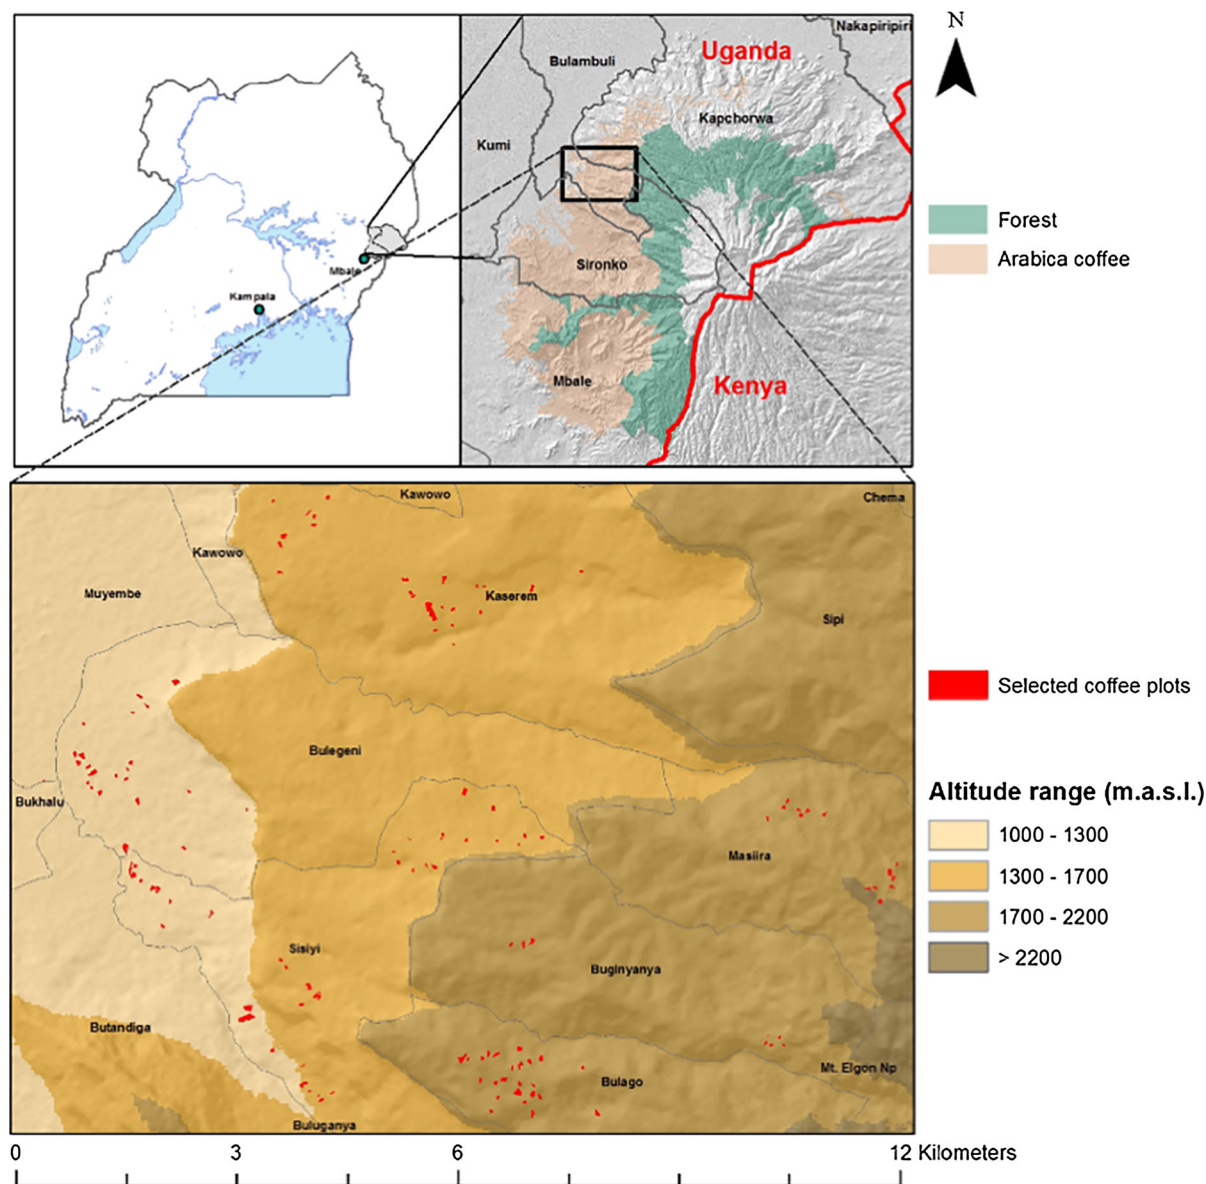 N
Nakapiripiri
Uganda
Bulambuli
Kapchorwa
Kumi
Forest
Arabica coffee
Sironko
Mbale
Kampala
Mbale
Kenya
Kawowo
Chema
Kawowo
Muyembe
Kaserem
Sipi
Selected coffee plots
Bulegeni
Bukhalu
Altitude range (m.a.s.l.)
1000 - 1300
Masiira
1300 - 1700
1700 - 2200
Sisiyi
> 2200
Buginyanya
Butandiga
Mt. Elgon Np
Bulago
Buluganya
0 3 6 12 Kilometers